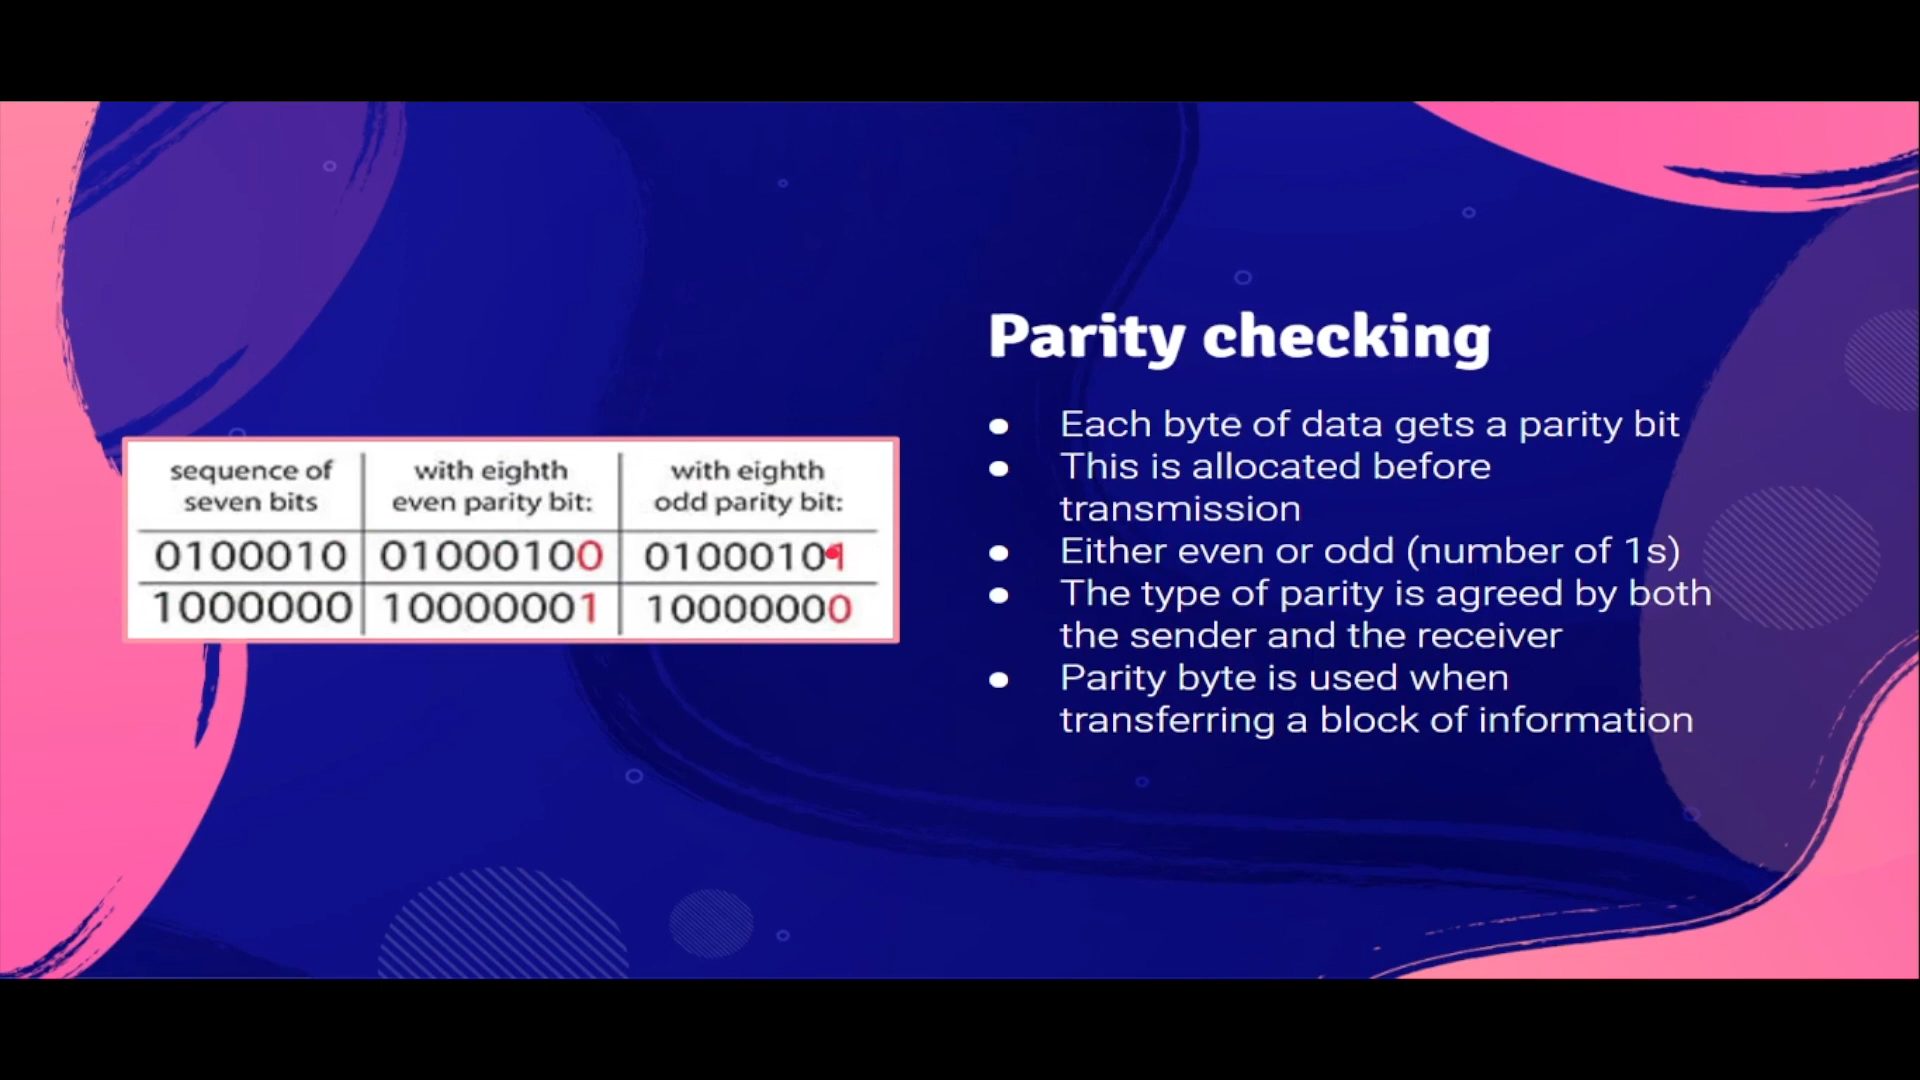 Parity checking
● Each byte of data gets a parity bit
● This is allocated before
transmission
● Either even or odd (number of 1s)
● The type of parity is agreed by both
the sender and the receiver
● Parity byte is used when
transferring a block of information
sequence of seven bits | with eighth even parity bit: | with eighth odd parity bit:
0100010 | 01000100 | 01000101
1000000 | 10000001 | 10000000